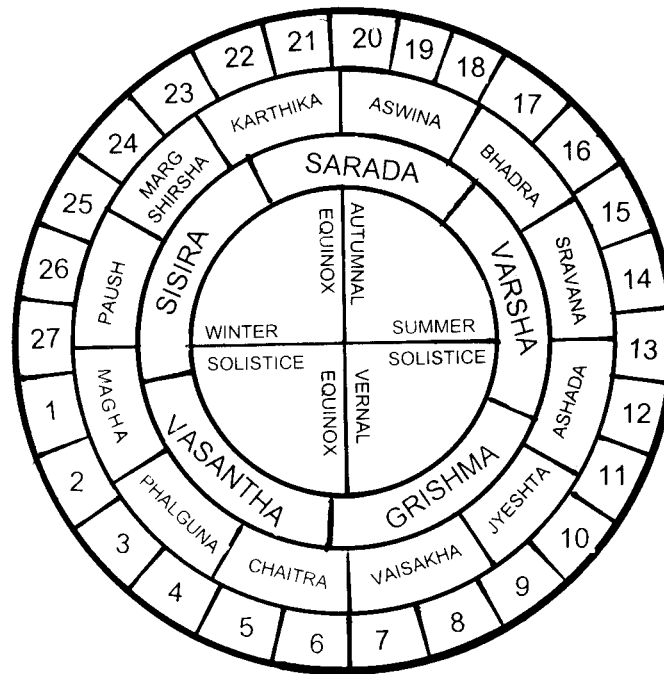 1
2
3
4
5
6
7
8
9
10
11
12
13
14
15
16
17
18
19
20
21
22
23
24
25
26
27
MAGHA
PHALGUNA
CHAITRA
VAISAKHA
JYESHTA
ASHADA
SRAVANA
BHADRA
ASWINA
KARTHIKA
MARG
SHIRSHA
PAUSH
VASANTHA
GRISHMA
VARSHA
SARADA
SISIRA
AUTUMNAL
EQUINOX
WINTER
SOLISTICE
SUMMER
SOLISTICE
VERNAL
EQUINOX